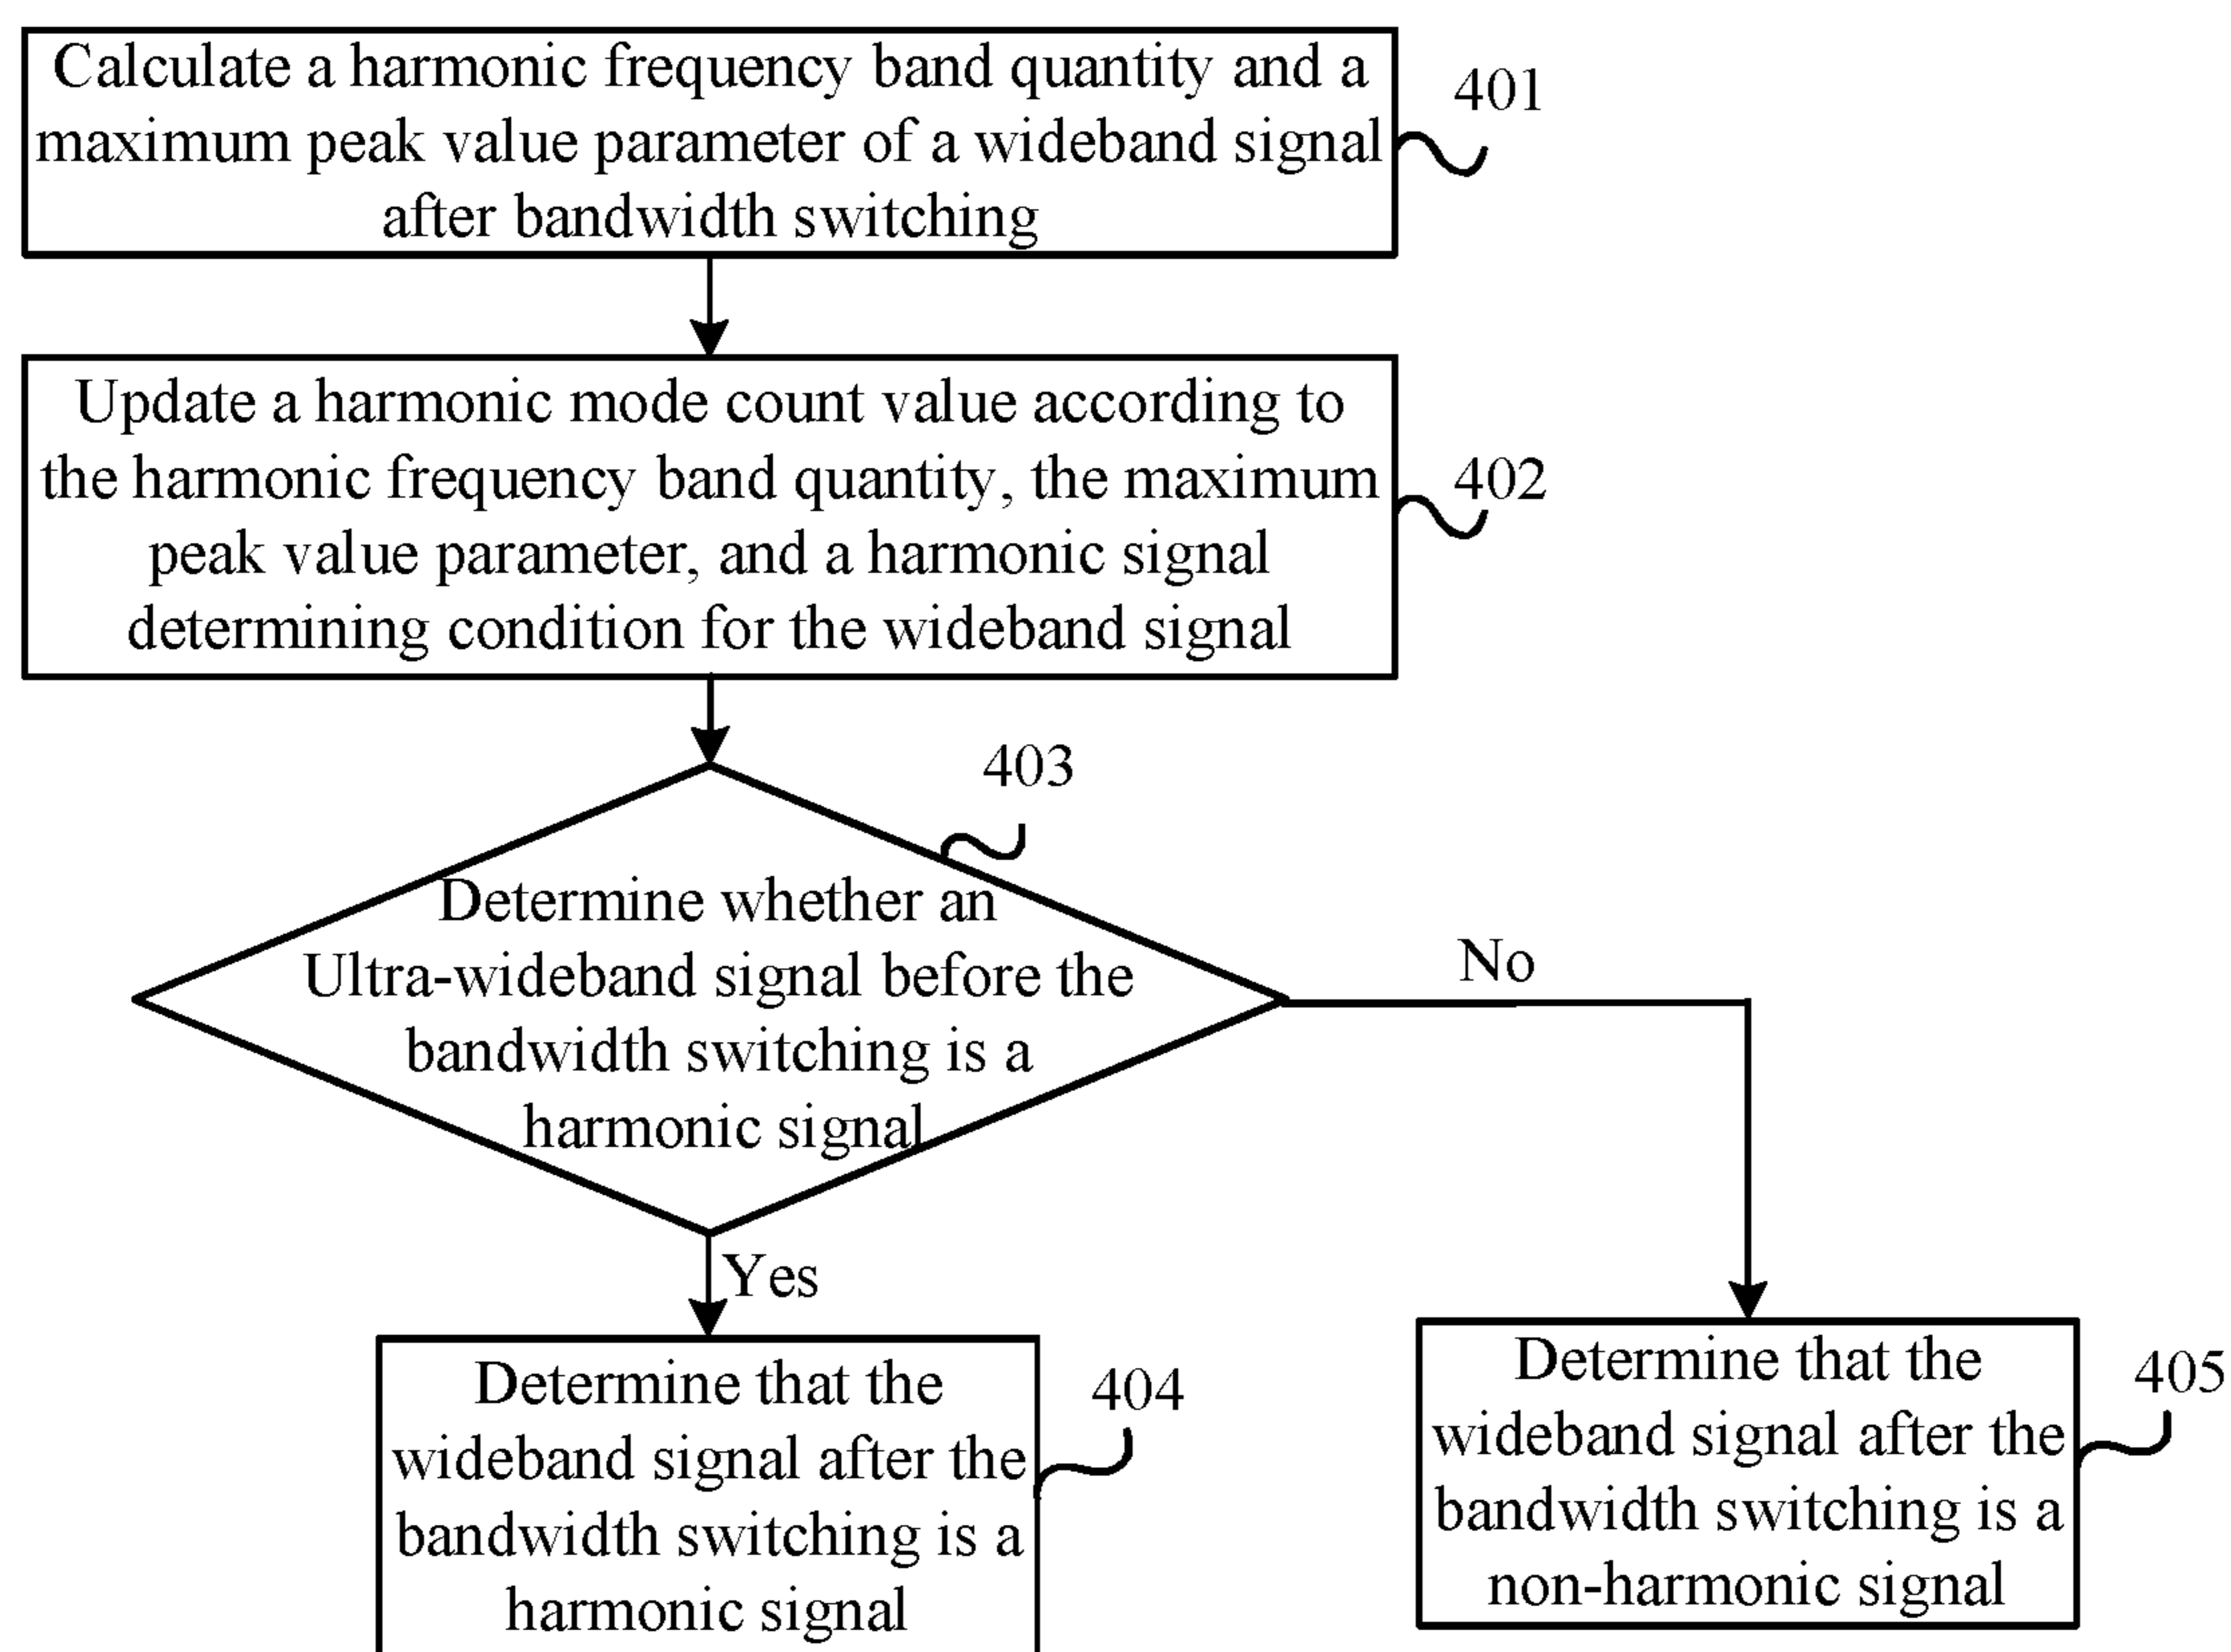 Calculate a harmonic frequency band quantity and a
maximum peak value parameter of a wideband signal
after bandwidth switching
401
Update a harmonic mode count value according to
the harmonic frequency band quantity, the maximum
peak value parameter, and a harmonic signal
determining condition for the wideband signal
402
403
Determine whether an
Ultra-wideband signal before the
bandwidth switching is a
harmonic signal
No
Yes
Determine that the
wideband signal after the
bandwidth switching is a
harmonic signal
404
Determine that the
wideband signal after the
bandwidth switching is a
non-harmonic signal
405